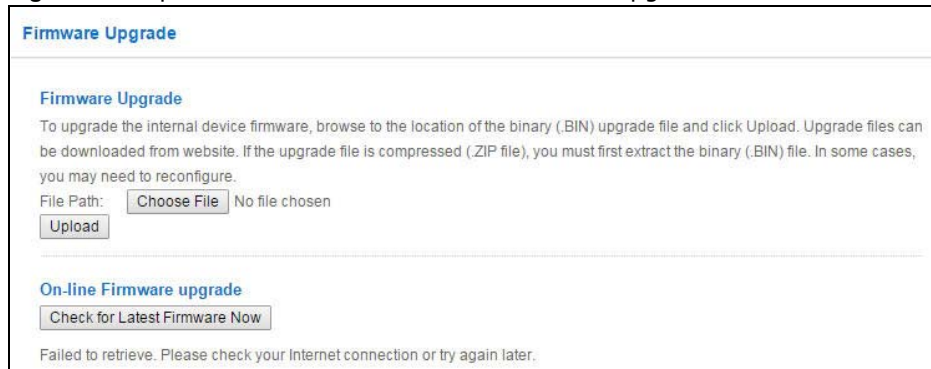 Firmware Upgrade
Firmware Upgrade
To upgrade the internal device firmware, browse to the location of the binary (.BIN) upgrade file and click Upload. Upgrade files can
be downloaded from website. If the upgrade file is compressed (.ZIP file), you must first extract the binary (.BIN) file. In some cases,
you may need to reconfigure.
File Path: Choose File No file chosen
Upload
On-line Firmware upgrade
Check for Latest Firmware Now
Failed to retrieve. Please check your Internet connection or try again later.